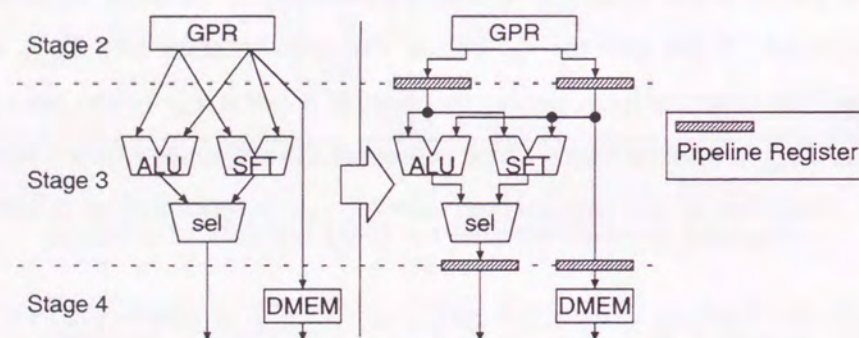 Stage 2
GPR
GPR
Stage 3
ALU
SFT
ALU
SFT
Pipeline Register
sel
sel
Stage 4
DMEM
DMEM